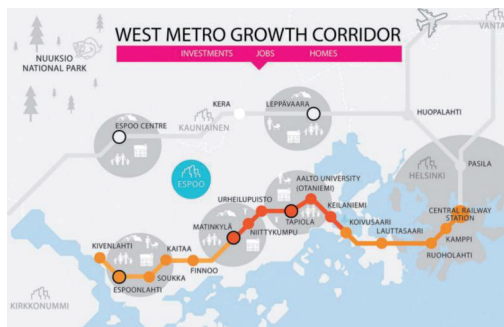 WEST METRO GROWTH CORRIDOR
INVESTMENTS JOBS HOMES
NUUKSIO
NATIONAL PARK
VANTA
KERA
LEPPÄVAARA
HUOPALAHTI
ESPOO CENTRE
KAUNIAINEN
PASILA
HELSINKI
ESPOO
AALTO UNIVERSITY
(OTANIEMI)
URHEILUPUISTO
KEILANIEMI
TAPIOLA
MATINKYLÄ
NIITTYKUMPU
KOIVUSAARI
CENTRAL RAILWAY
STATION
LAUTTASAARI
KAMPPI
RUOHOLAHTI
KIVENLAHTI
KAITAA
FINNOO
SOUKKA
ESPOONLAHTI
KIRKKONUMMI